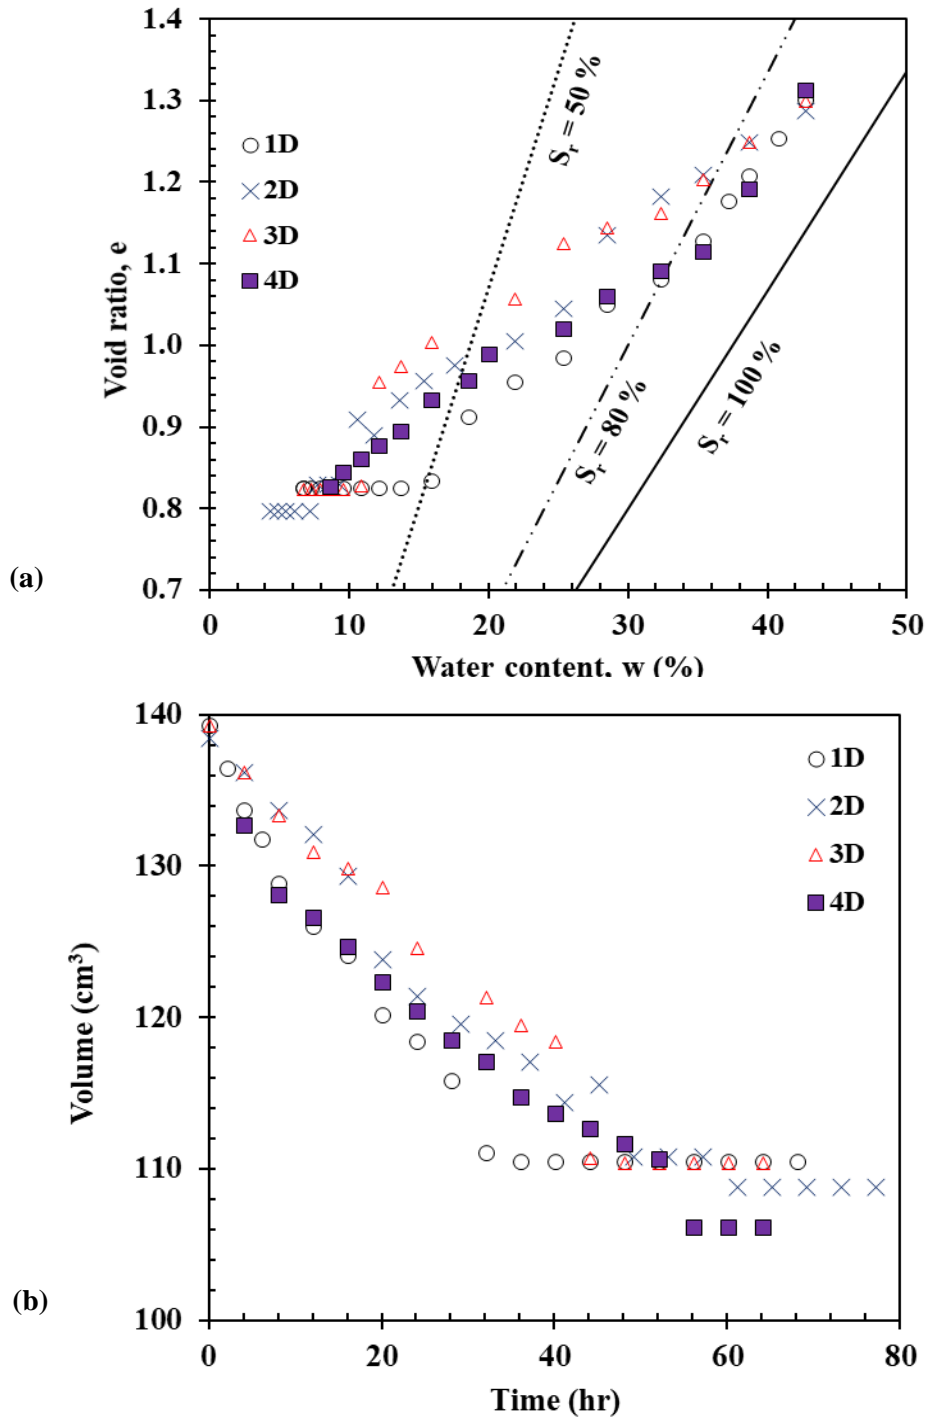 1.4
1.3
1.2
1.1
1.0
0.9
0.8
0.7
Void ratio, e
1D
2D
3D
4D
Sr = 50 %
Sr = 80 %
Sr = 100 %
(a)
0 10 20 30 40 50
Water content, w (%)
140
130
120
110
100
Volume (cm³)
1D
2D
3D
4D
(b)
0 20 40 60 80
Time (hr)